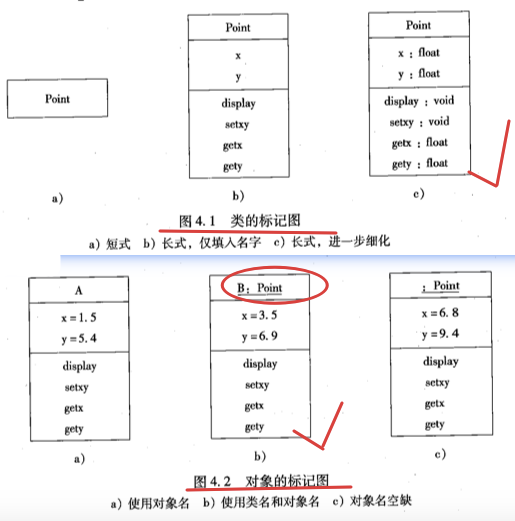 Point
Point
x
y
display
setxy
getx
gety
Point
x : float
y : float
display : void
setxy : void
getx : float
gety : float
a)
b)
c)
图4.1 类的标记图
a) 短式 b) 长式，仅填入名字 c) 长式，进一步细化
A
x=1.5
y=5.4
display
setxy
getx
gety
B: Point
x=3.5
y=6.9
display
setxy
getx
gety
: Point
x=6.8
y=9.4
display
setxy
getx
gety
a)
b)
c)
图4.2 对象的标记图
a) 使用对象名 b) 使用类名和对象名 c) 对象名空缺